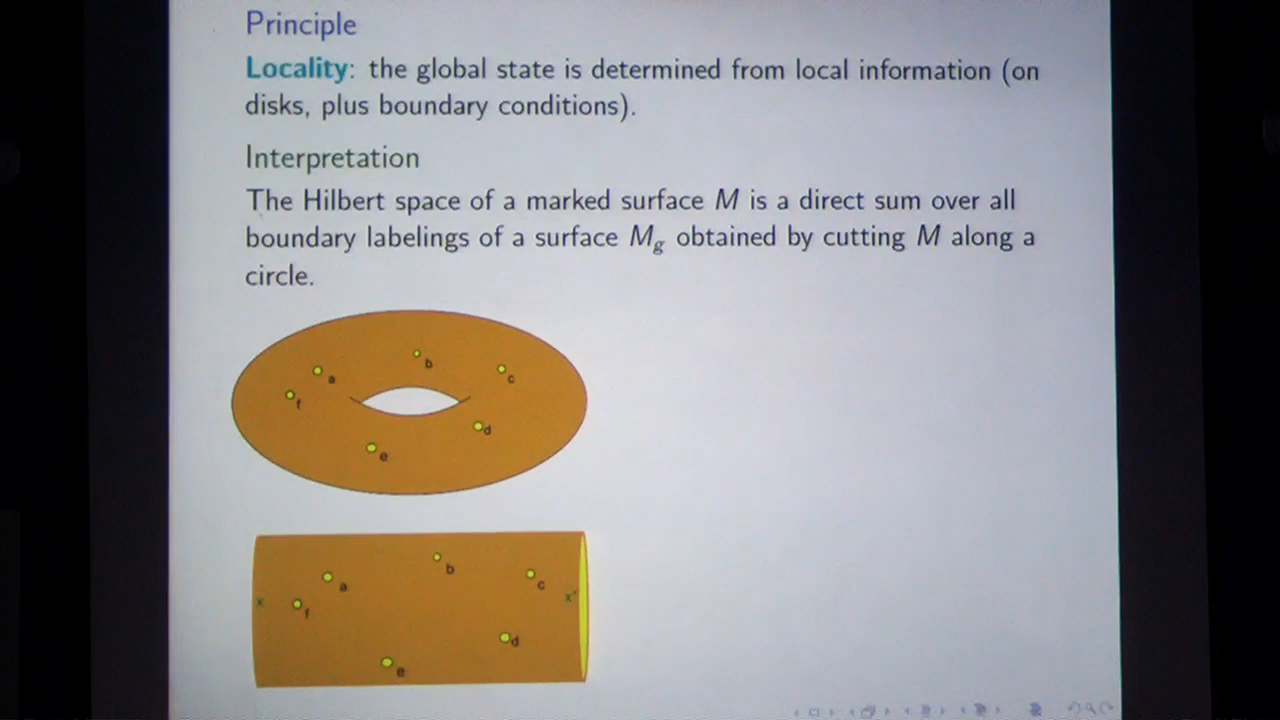 Principle
Locality: the global state is determined from local information (on
disks, plus boundary conditions).
Interpretation
The Hilbert space of a marked surface M is a direct sum over all
boundary labelings of a surface M_g obtained by cutting M along a
circle.
a
b
c
f
d
e
a
b
c
x
x*
f
d
e